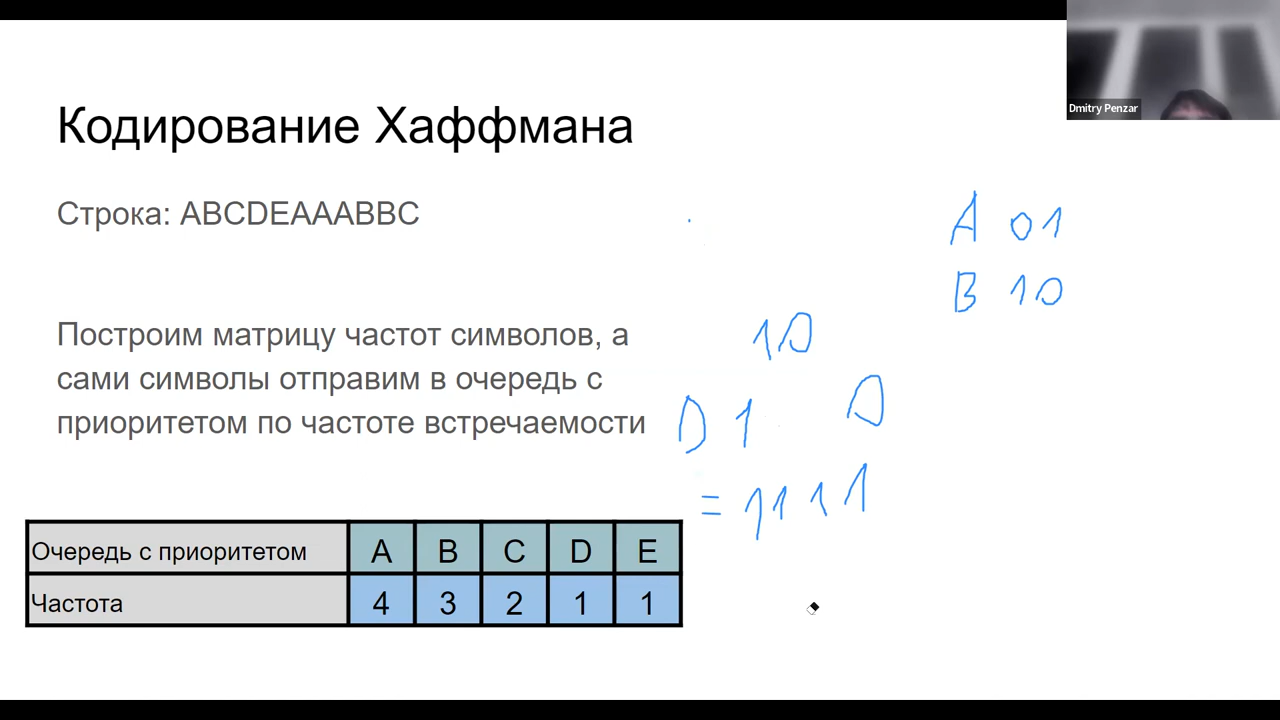 Dmitry Penzar
Кодирование Хаффмана
Строка: ABCDEAAABBC
Построим матрицу частот символов, а
сами символы отправим в очередь с
приоритетом по частоте встречаемости
Очередь с приоритетом A B C D E
Частота 4 3 2 1 1
A 01
B 10
10
D 1 0
= 1111